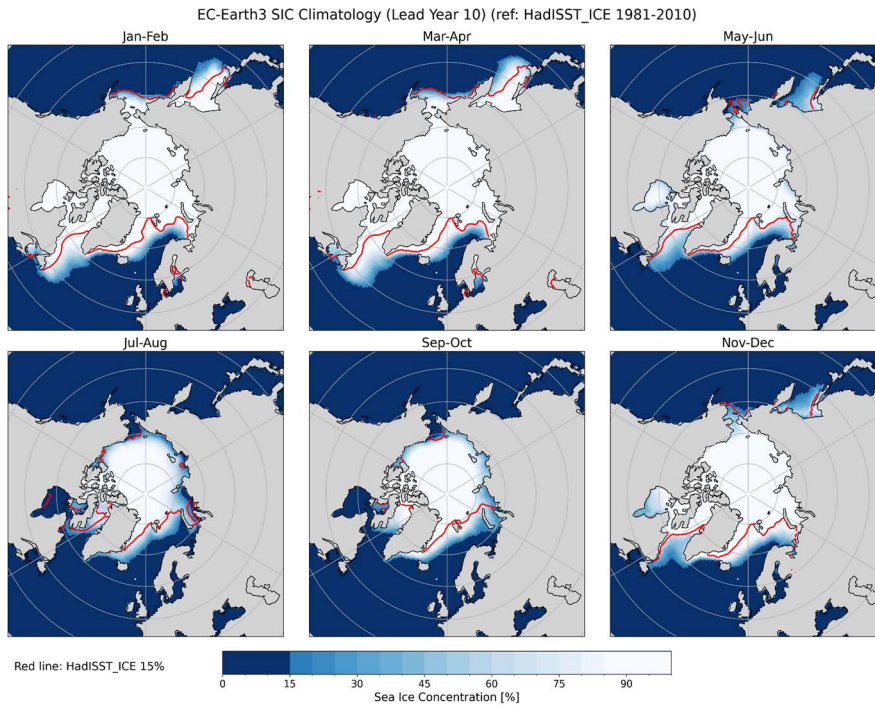 EC-Earth3 SIC Climatology (Lead Year 10) (ref: HadISST_ICE 1981-2010)
Jan-Feb
Mar-Apr
May-Jun
Jul-Aug
Sep-Oct
Nov-Dec
Red line: HadISST_ICE 15%
0 15 30 45 60 75 90
Sea Ice Concentration [%]